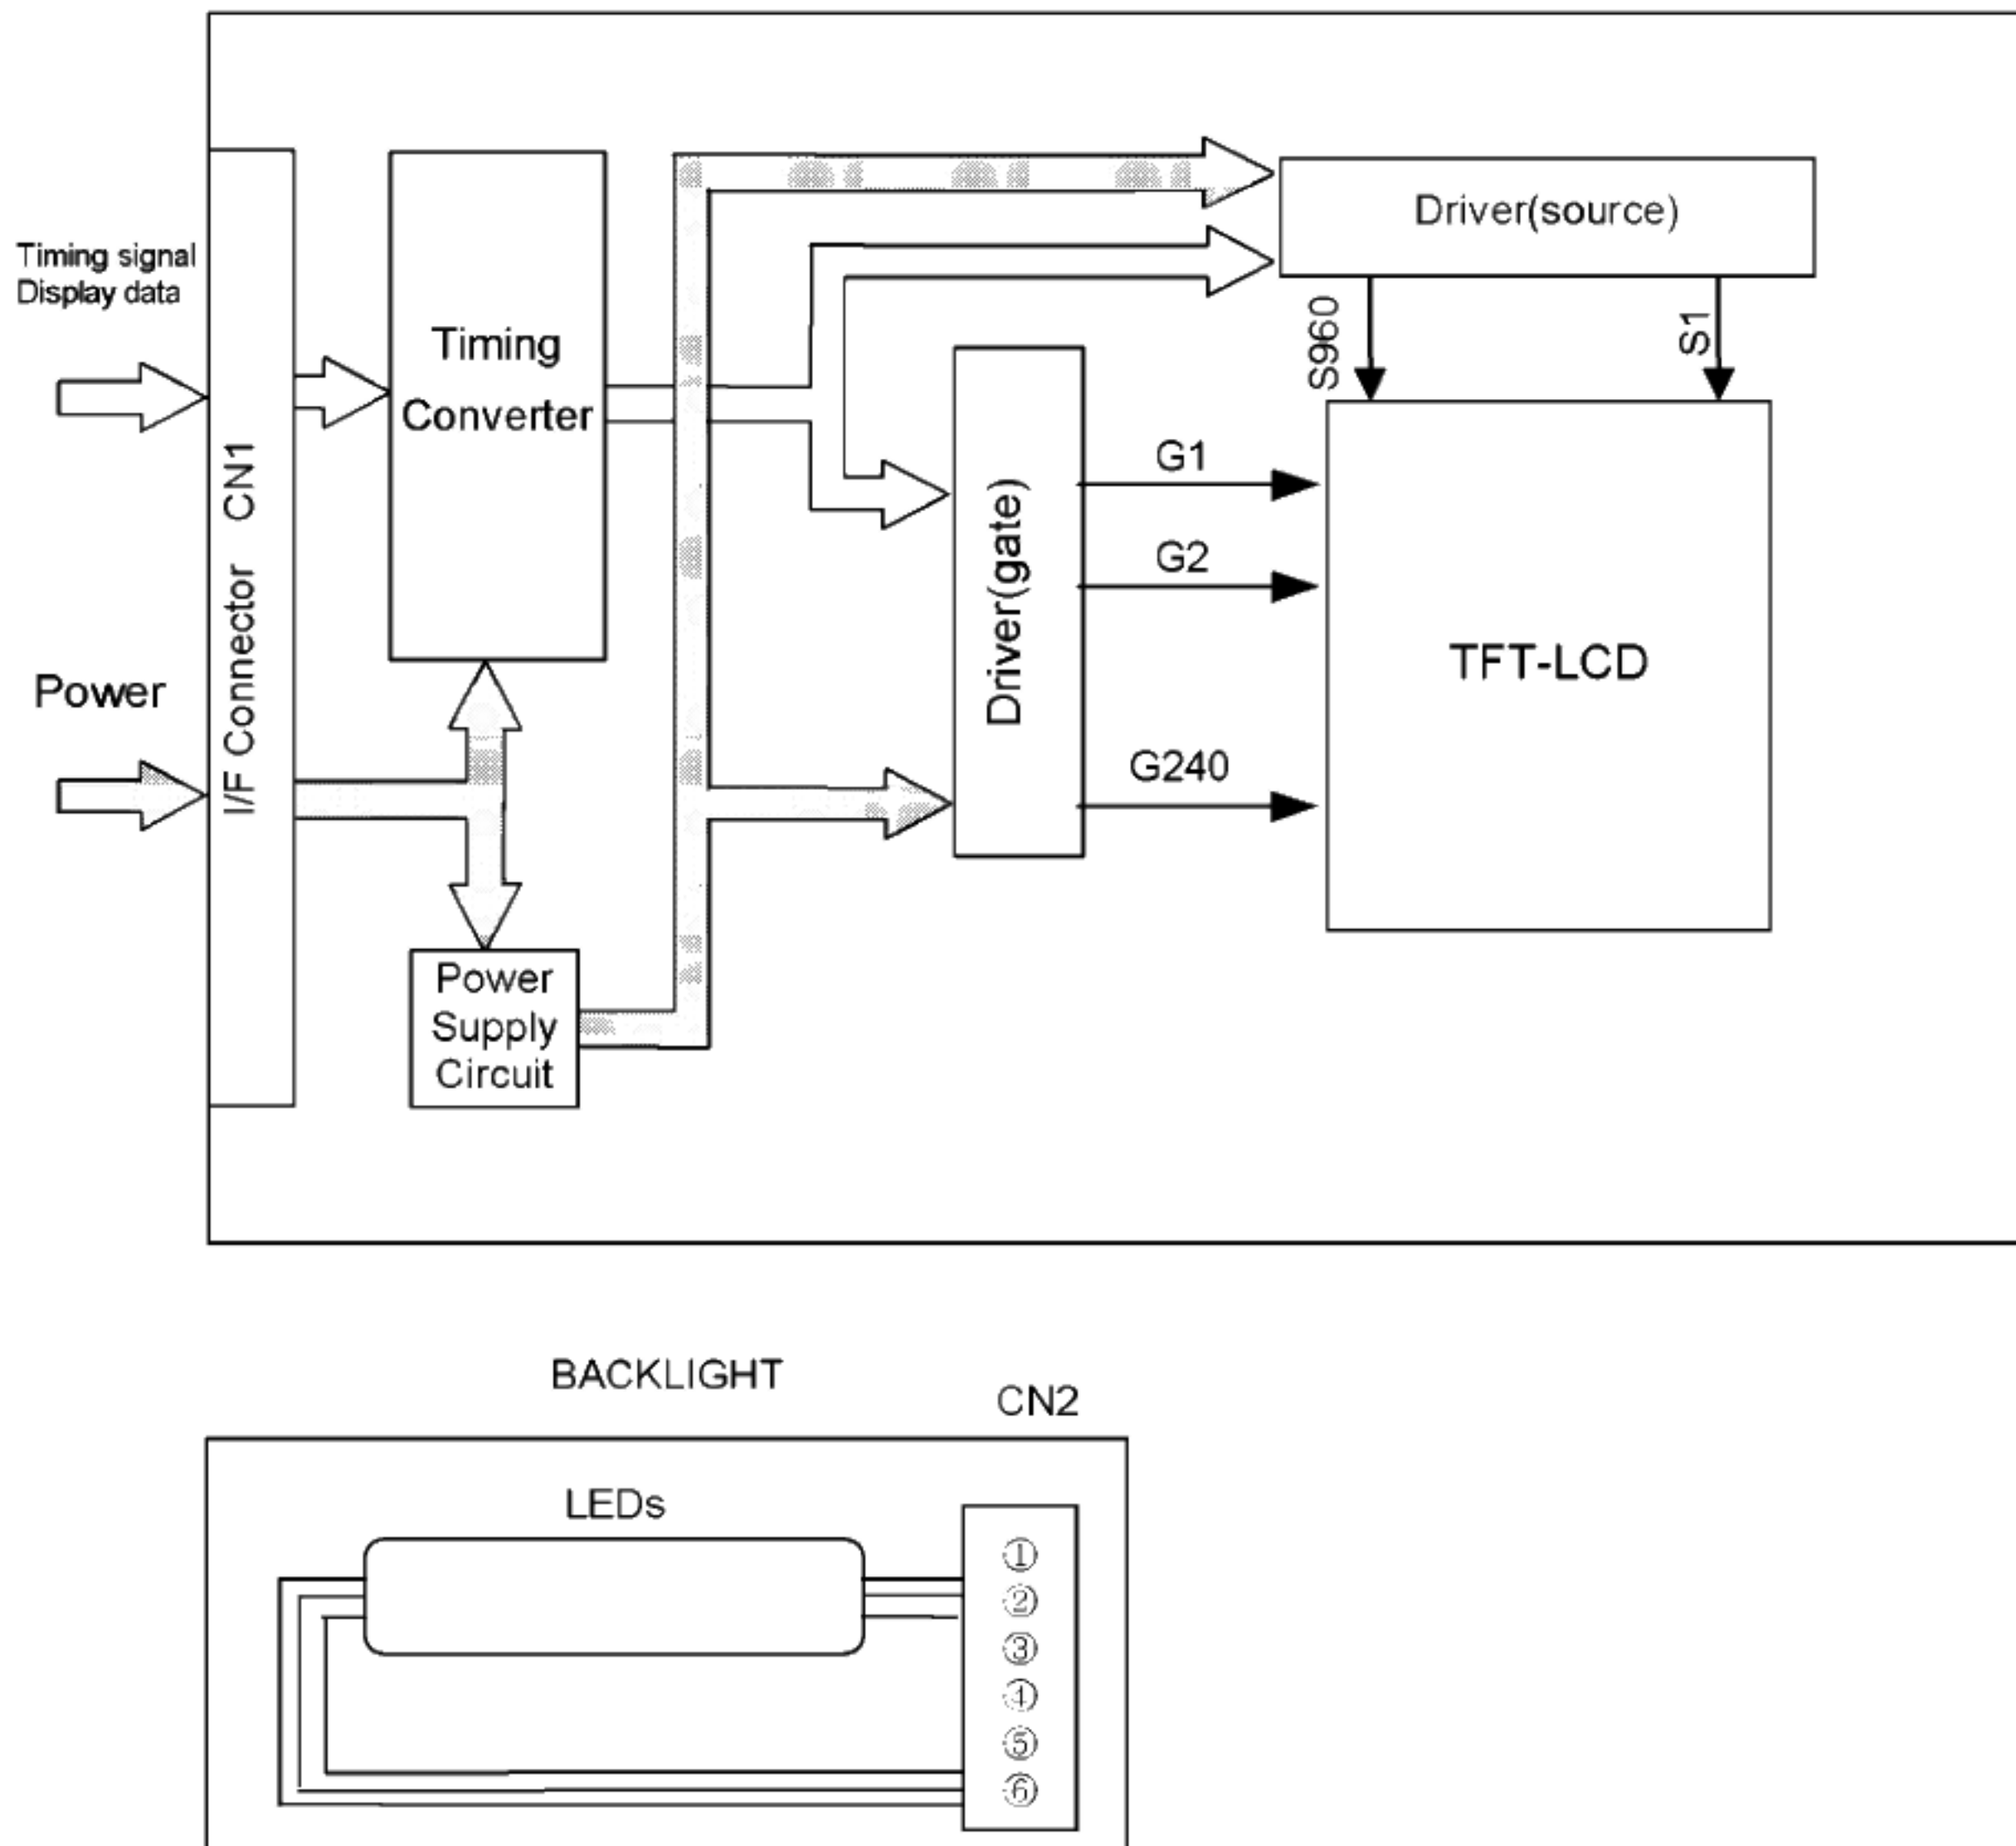 Timing signal
Display data
Power
I/F Connector CN1
Timing
Converter
Power
Supply
Circuit
Driver(source)
S960
S1
Driver(gate)
G1
G2
G240
TFT-LCD
BACKLIGHT
CN2
LEDs
①
②
③
④
⑤
⑥